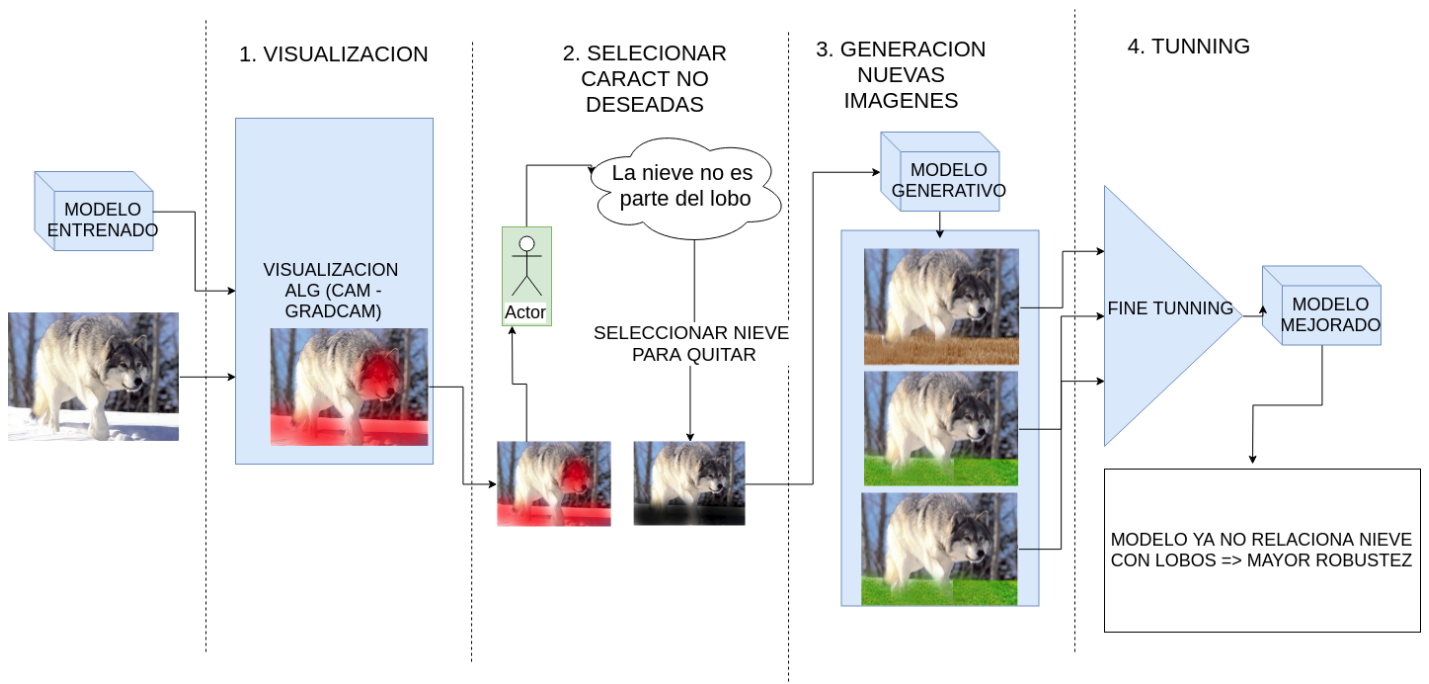 1. VISUALIZACION
2. SELECIONAR
CARACT NO
DESEADAS
3. GENERACION
NUEVAS
IMAGENES
4. TUNNING
MODELO
ENTRENADO
VISUALIZACION
ALG (CAM -
GRADCAM)
La nieve no es
parte del lobo
Actor
SELECCIONAR NIEVE
PARA QUITAR
MODELO
GENERATIVO
FINE TUNNING
MODELO
MEJORADO
MODELO YA NO RELACIONA NIEVE
CON LOBOS => MAYOR ROBUSTEZ